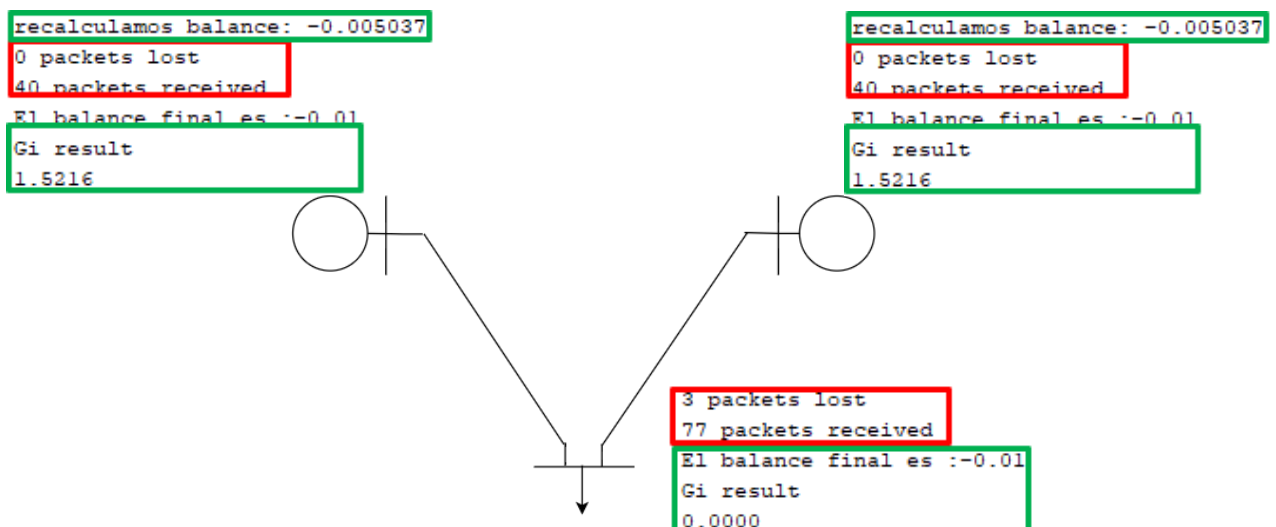 recalculamos balance: -0.005037
0 packets lost
40 packets received
El balance final es :-0.01
Gi result
1.5216
recalculamos balance: -0.005037
0 packets lost
40 packets received
El balance final es :-0.01
Gi result
1.5216
3 packets lost
77 packets received
El balance final es :-0.01
Gi result
0.0000